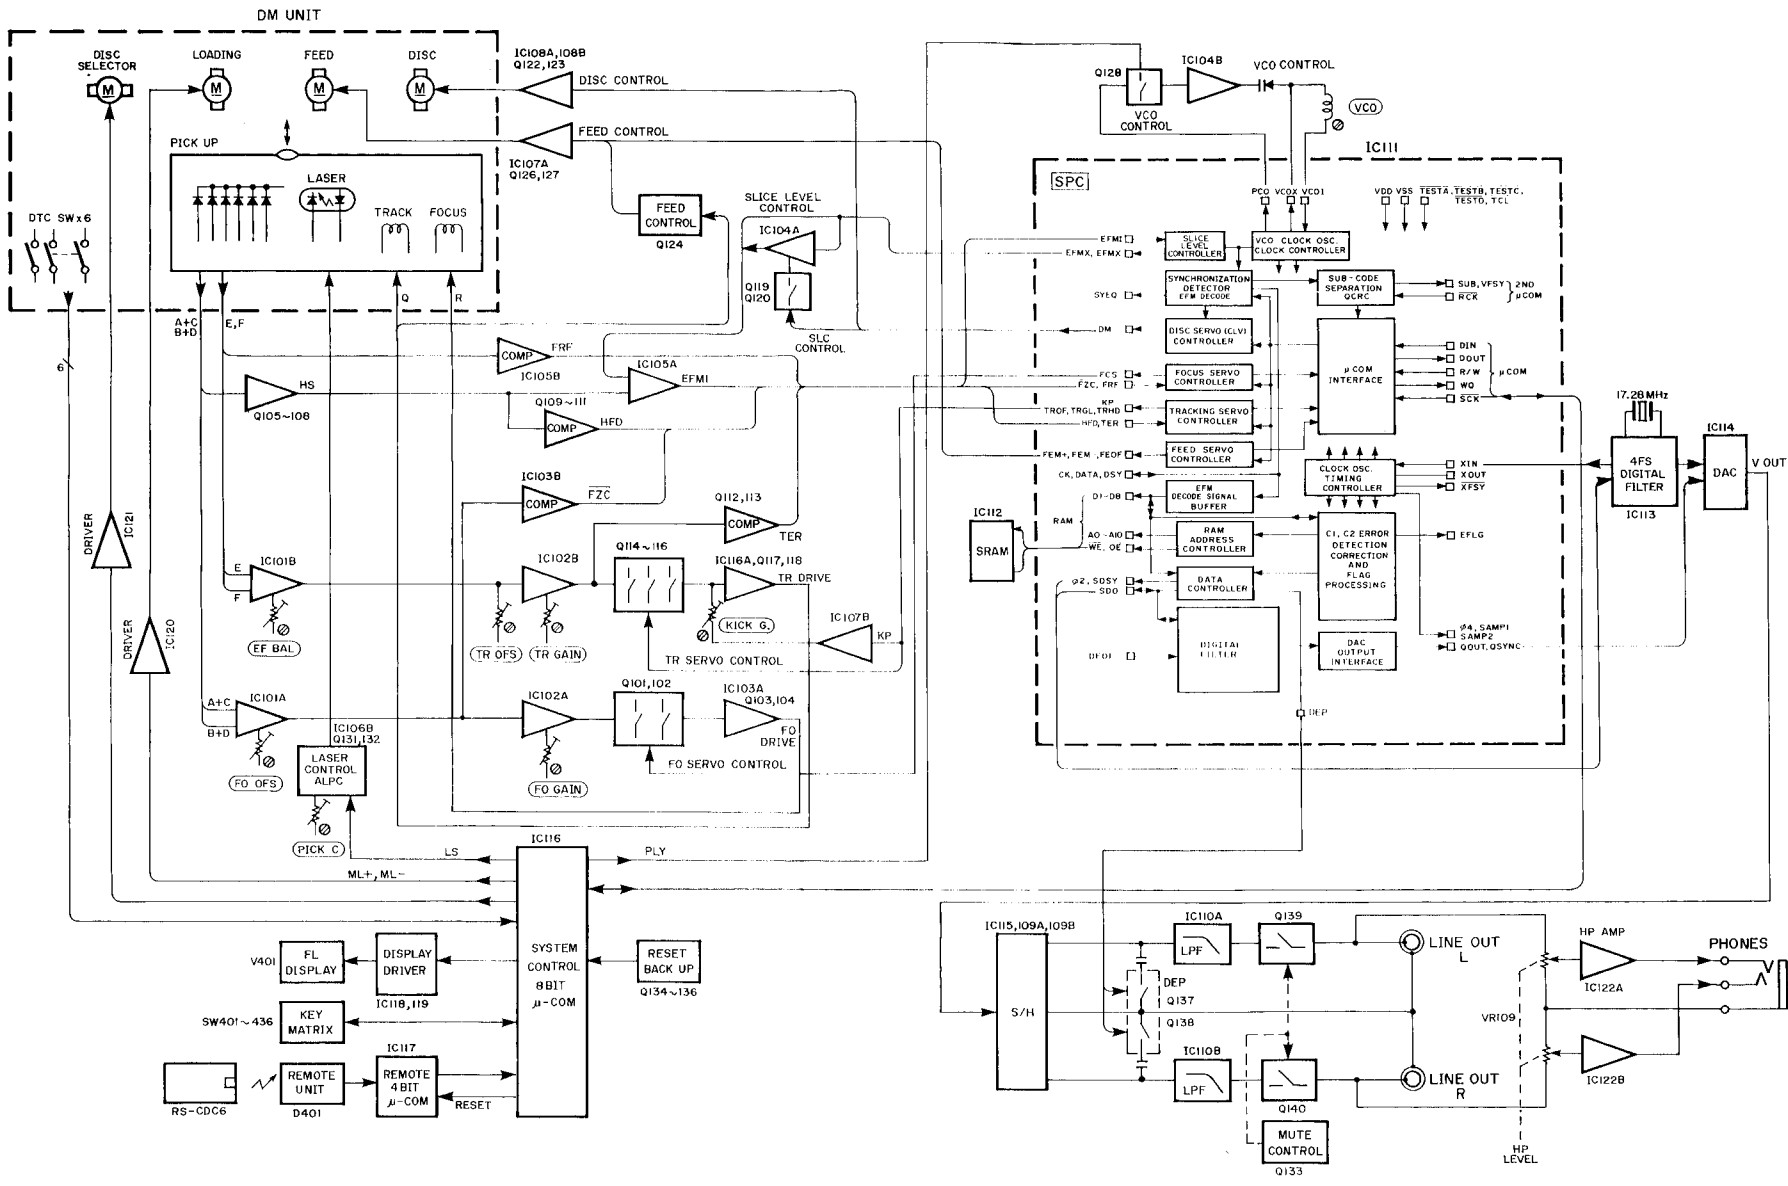 DM UNIT
DISC
SELECTOR
LOADING
FEED
DISC
M
M
M
M
PICK UP
LASER
TRACK
FOCUS
DTC SWx6
IC108A,108B
Q122,123
DISC CONTROL
FEED CONTROL
IC107A
Q126,127
FEED
CONTROL
Q124
SLICE LEVEL
CONTROL
IC104A
Q119
Q120
SLC
CONTROL
Q128
VCO
CONTROL
IC104B
VCO CONTROL
VCO
IC111
SPC
PCO VCOX VCO1
VDD VSS TESTA,TESTB,TESTC,
TESTD,TCL
EFMI
EFMX, EFMX
SLICE
LEVEL
CONTROLLER
VCO CLOCK OSC.
CLOCK CONTROLLER
SYNCHRONIZATION
DETECTOR
EFM DECODE
SUB-CODE
SEPARATION
QCRC
SUB,VFSY
RCK
2ND
μCOM
SYEQ
DM
DISC SERVO (CLV)
CONTROLLER
FCS
FZC, FRF
FOCUS SERVO
CONTROLLER
μCOM
INTERFACE
DIN
DOUT
R/W
WQ
SCK
μCOM
KP
TROF, TRGL, TRHD
HFD,TER
TRACKING SERVO
CONTROLLER
FEM+, FEM-,FEOF
FEED SERVO
CONTROLLER
CK, DATA, DSY
CLOCK OSC.
TIMING
CONTROLLER
XIN
XOUT
XFSY
D1-D8
EFM
DECODE SIGNAL
BUFFER
RAM
A0-A10
WE, OE
RAM
ADDRESS
CONTROLLER
C1, C2 ERROR
DETECTION
CORRECTION
AND
FLAG
PROCESSING
EFLG
ø2, SDSY
SDO
DATA
CONTROLLER
DIGITAL
FILTER
DFO1
DAC
OUTPUT
INTERFACE
ø4, SAMP1
SAMP2
QOUT,QSYNC
DEP
IC112
SRAM
17.28MHz
4FS
DIGITAL
FILTER
IC113
IC114
DAC
V OUT
Q
R
A+C
B+D
E,F
6
COMP
FRF
IC105B
HS
Q105~108
Q109~111
COMP
HFD
IC105A
EFMI
IC103B
COMP
FZC
Q112,113
COMP
TER
DRIVER
IC121
DRIVER
IC120
E
F
IC101B
EF BAL
IC102B
TR OFS
TR GAIN
Q114~116
IC116A,Q117,118
TR DRIVE
KICK G.
IC107B
KP
TR SERVO CONTROL
A+C
B+D
IC101A
FO OFS
IC102A
FO GAIN
Q101,102
IC103A
Q103,104
FO
DRIVE
FO SERVO CONTROL
IC106B
Q131,132
LASER
CONTROL
ALPC
PICK C
LS
ML+,ML-
IC116
PLY
SYSTEM
CONTROL
8BIT
μ-COM
RESET
BACK UP
Q134~136
V401
FL
DISPLAY
DISPLAY
DRIVER
IC118,119
SW401~436
KEY
MATRIX
IC117
REMOTE
4BIT
μ-COM
RESET
REMOTE
UNIT
D401
RS-CDC6
IC115,109A,109B
S/H
DEP
Q137
Q138
IC110A
LPF
Q139
IC110B
LPF
Q140
MUTE
CONTROL
Q133
LINE OUT
L
LINE OUT
R
VR109
HP
LEVEL
HP AMP
IC122A
IC122B
PHONES